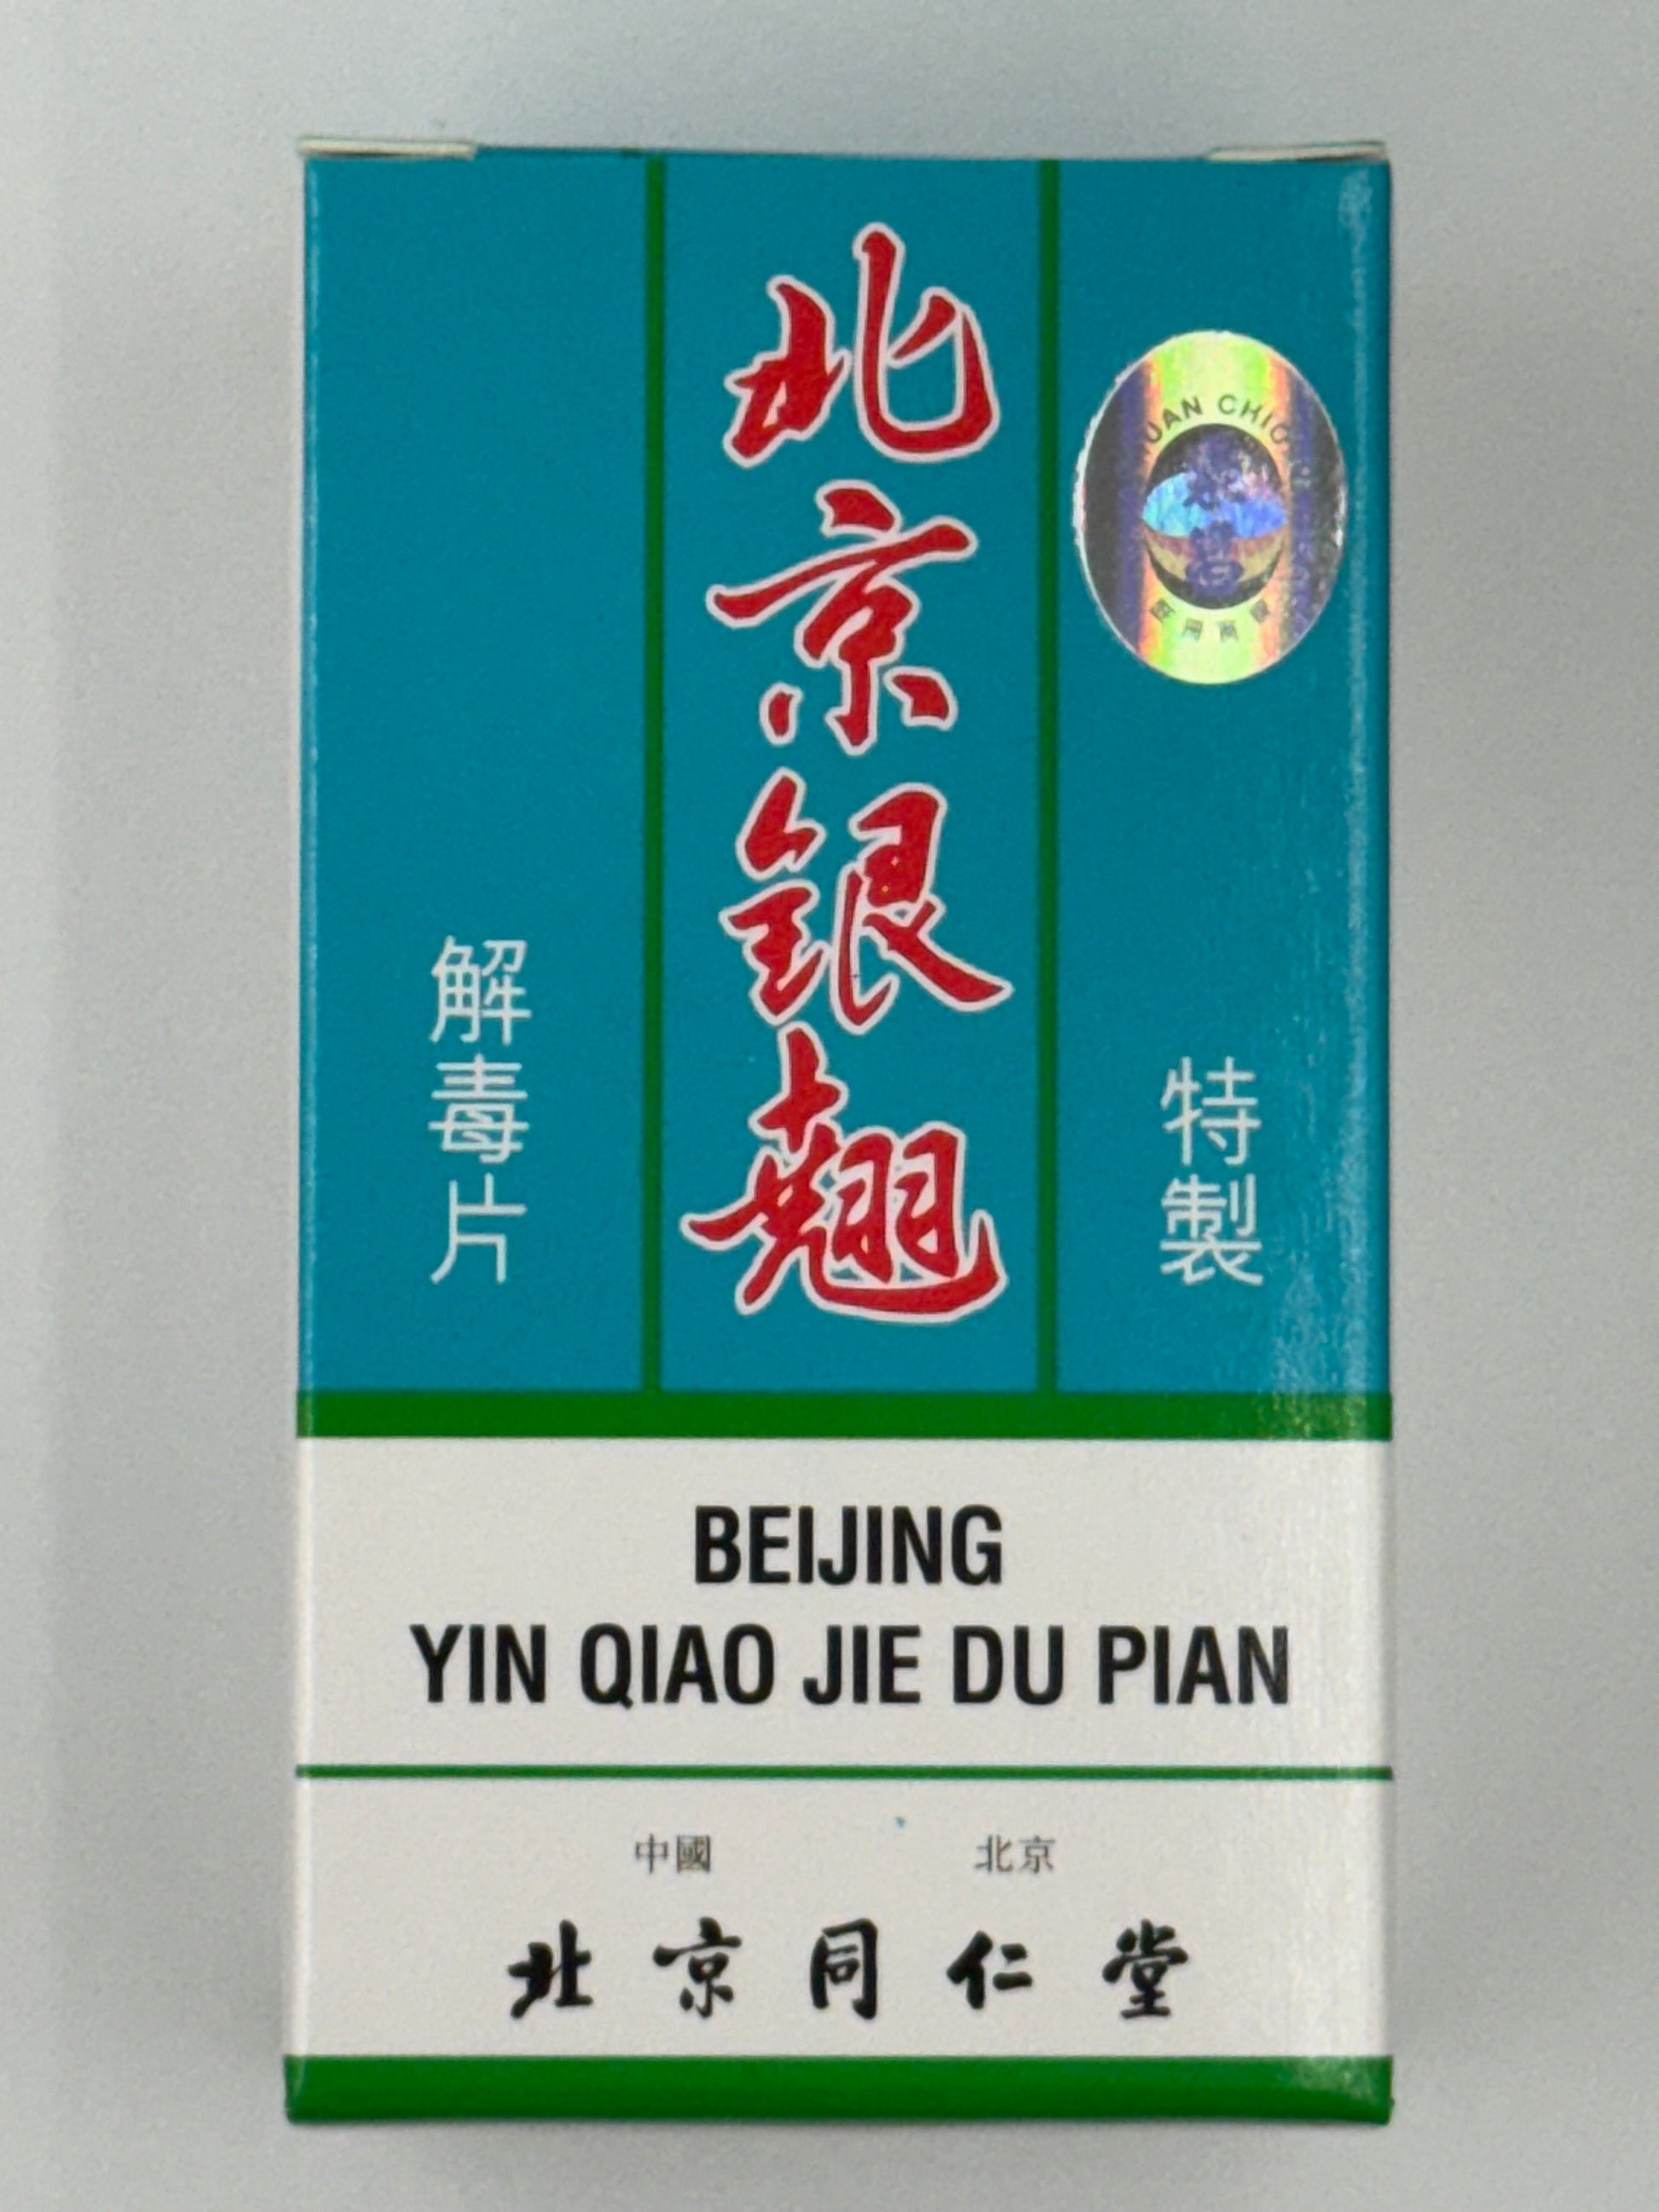 北京銀翹
特製
解毒片
BEIJING
YIN QIAO JIE DU PIAN
中國 北京
北京同仁堂